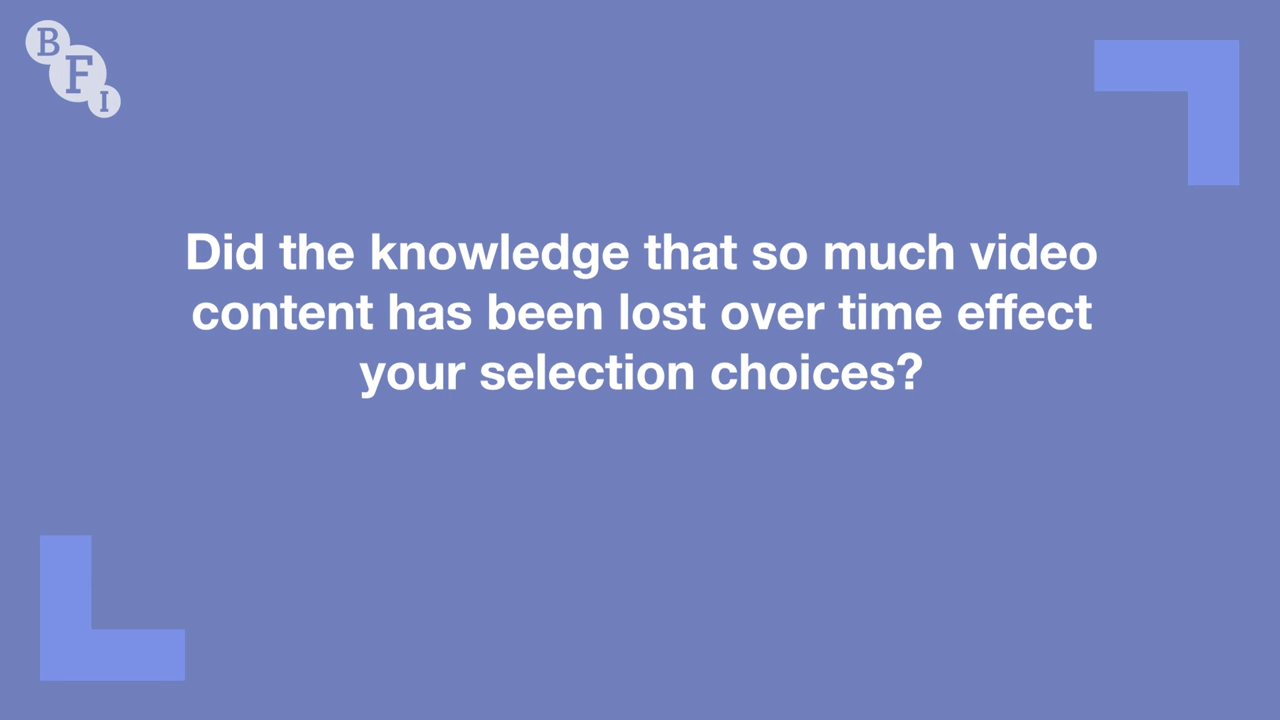 BFI
Did the knowledge that so much video
content has been lost over time effect
your selection choices?